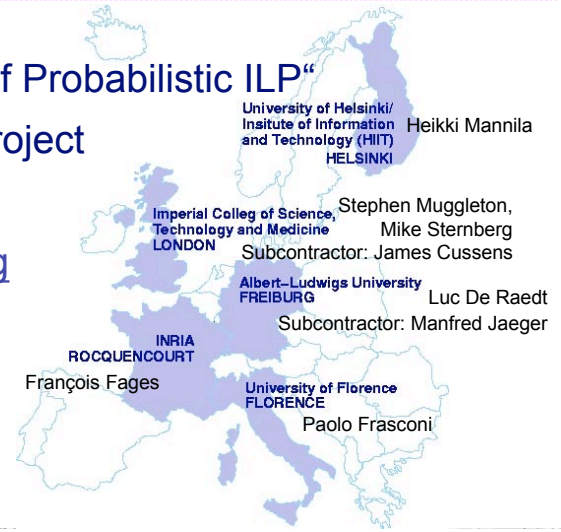 f Probabilistic ILP“
roject
g
University of Helsinki/
Insitute of Information
and Technology (HIIT)
HELSINKI
Heikki Mannila
Imperial Colleg of Science,
Technology and Medicine
LONDON
Stephen Muggleton,
Mike Sternberg
Subcontractor: James Cussens
Albert–Ludwigs University
FREIBURG
Luc De Raedt
Subcontractor: Manfred Jaeger
INRIA
ROCQUENCOURT
François Fages
University of Florence
FLORENCE
Paolo Frasconi